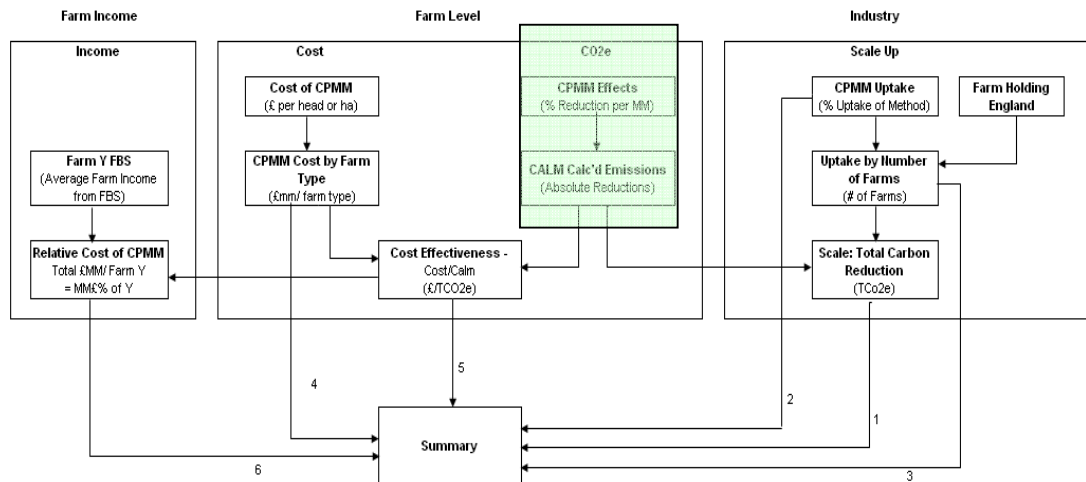 Farm Income
Farm Level
Industry
Income
Cost
CO2e
Scale Up
Cost of CPMM
(£ per head or ha)
CPMM Effects
(% Reduction per MM)
CPMM Uptake
(% Uptake of Method)
Farm Holding
England
Farm Y FBS
(Average Farm Income
from FBS)
CPMM Cost by Farm
Type
(£mm/ farm type)
CALM Calc'd Emissions
(Absolute Reductions)
Uptake by Number
of Farms
(# of Farms)
Relative Cost of CPMM
Total £MM/ Farm Y
= MM£% of Y
Cost Effectiveness -
Cost/Calm
(£/TCO2e)
Scale: Total Carbon
Reduction
(TCo2e)
4
5
2
1
Summary
6
3